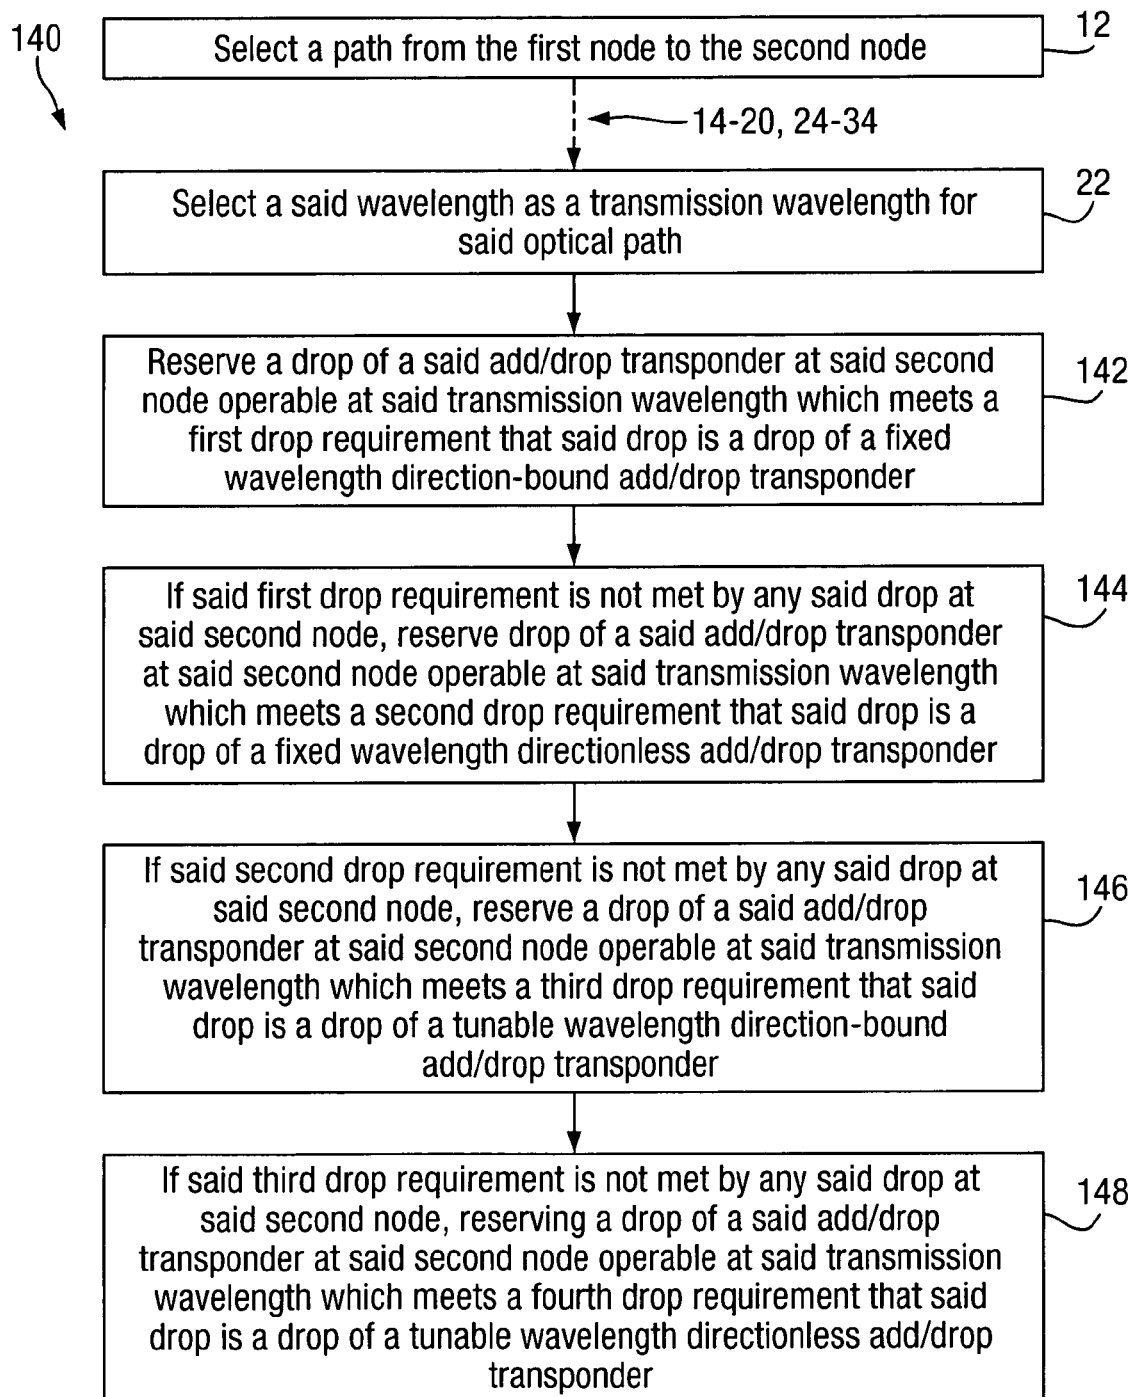 140
Select a path from the first node to the second node
12
14-20, 24-34
Select a said wavelength as a transmission wavelength for
said optical path
22
Reserve a drop of a said add/drop transponder at said second
node operable at said transmission wavelength which meets a
first drop requirement that said drop is a drop of a fixed
wavelength direction-bound add/drop transponder
142
If said first drop requirement is not met by any said drop at
said second node, reserve drop of a said add/drop transponder
at said second node operable at said transmission wavelength
which meets a second drop requirement that said drop is a
drop of a fixed wavelength directionless add/drop transponder
144
If said second drop requirement is not met by any said drop at
said second node, reserve a drop of a said add/drop
transponder at said second node operable at said transmission
wavelength which meets a third drop requirement that said
drop is a drop of a tunable wavelength direction-bound
add/drop transponder
146
If said third drop requirement is not met by any said drop at
said second node, reserving a drop of a said add/drop
transponder at said second node operable at said transmission
wavelength which meets a fourth drop requirement that said
drop is a drop of a tunable wavelength directionless add/drop
transponder
148